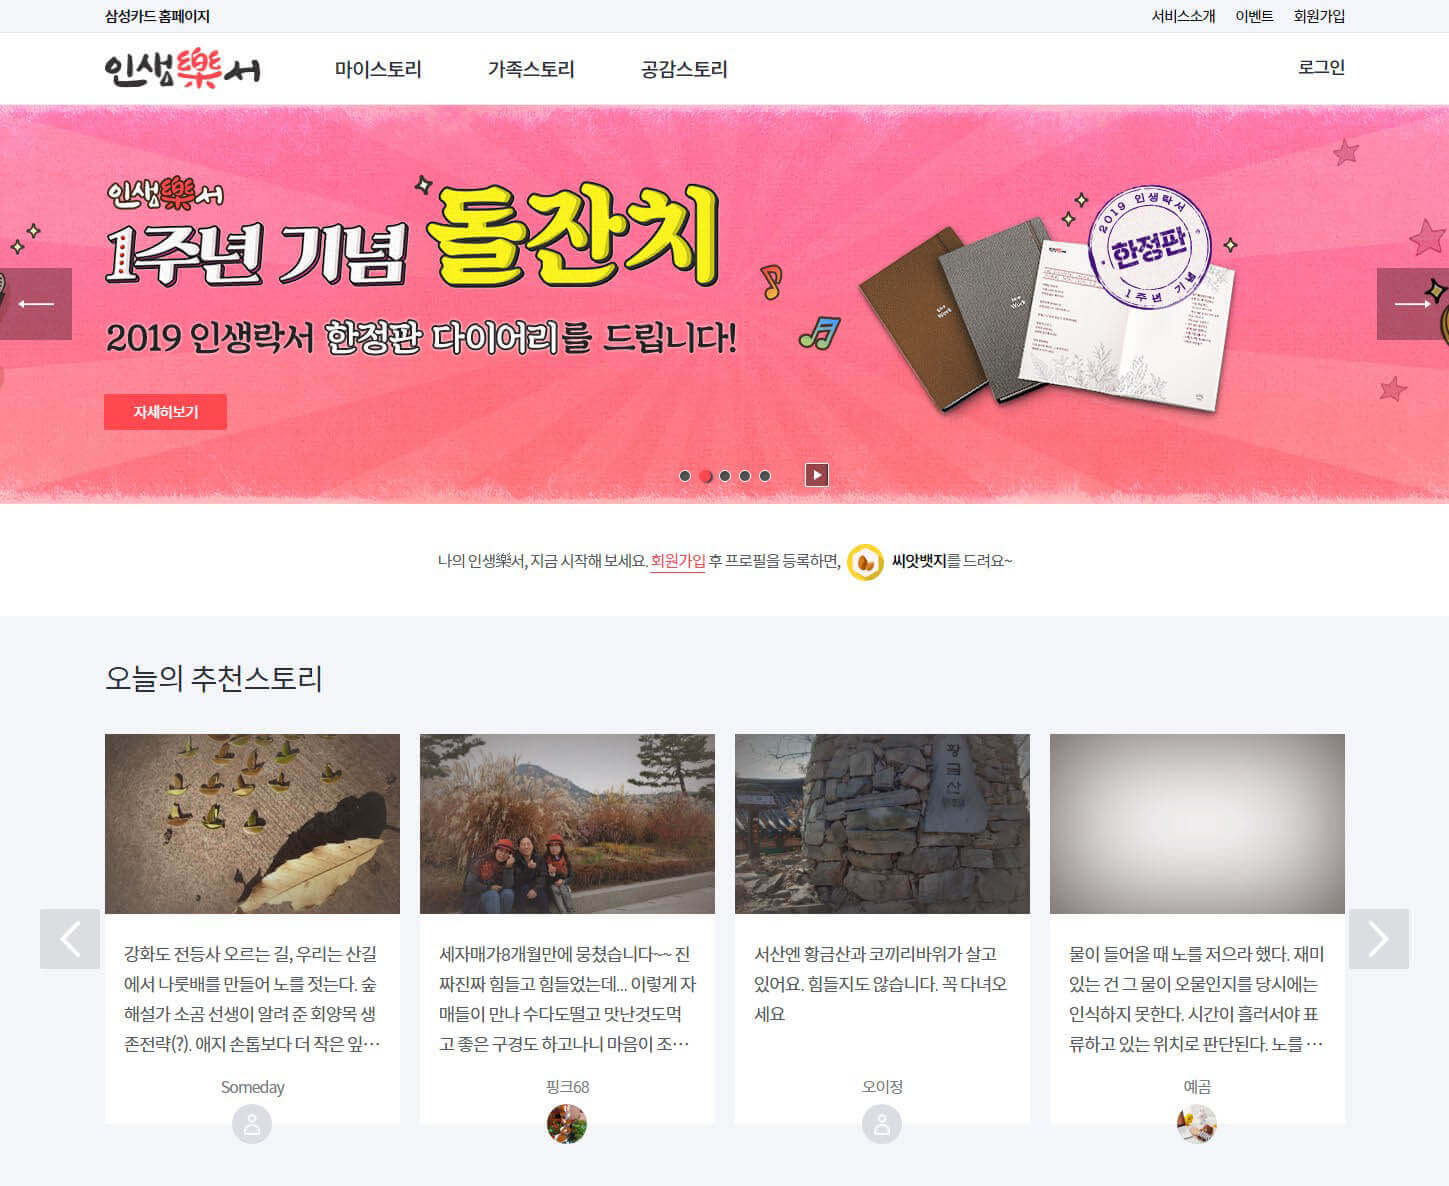 삼성카드 홈페이지
서비스소개 이벤트 회원가입
인생樂서 마이스토리 가족스토리 공감스토리 로그인
인생樂서
1주년 기념 돌잔치
2019 인생락서 한정판 다이어리를 드립니다!
자세히보기
2019 인생락서
한정판
1주년 기념
나의 인생樂서, 지금 시작해 보세요. 회원가입 후 프로필을 등록하면, 씨앗뱃지를 드려요~
오늘의 추천스토리
강화도 전등사 오르는 길, 우리는 산길
에서 나룻배를 만들어 노를 젓는다. 숲
해설가 소곰 선생이 알려 준 회양목 생
존전략(?). 애지 손톱보다 더 작은 잎…
Someday
세자매가8개월만에 뭉쳤습니다~~ 진
짜진짜 힘들고 힘들었는데... 이렇게 자
매들이 만나 수다도떨고 맛난것도먹
고 좋은 구경도 하고나니 마음이 조…
핑크68
황금산
서산엔 황금산과 코끼리바위가 살고
있어요. 힘들지도 않습니다. 꼭 다녀오
세요
오이정
물이 들어올 때 노를 저으라 했다. 재미
있는 건 그 물이 오물인지를 당시에는
인식하지 못한다. 시간이 흘러서야 표
류하고 있는 위치로 판단된다. 노를 …
예곰